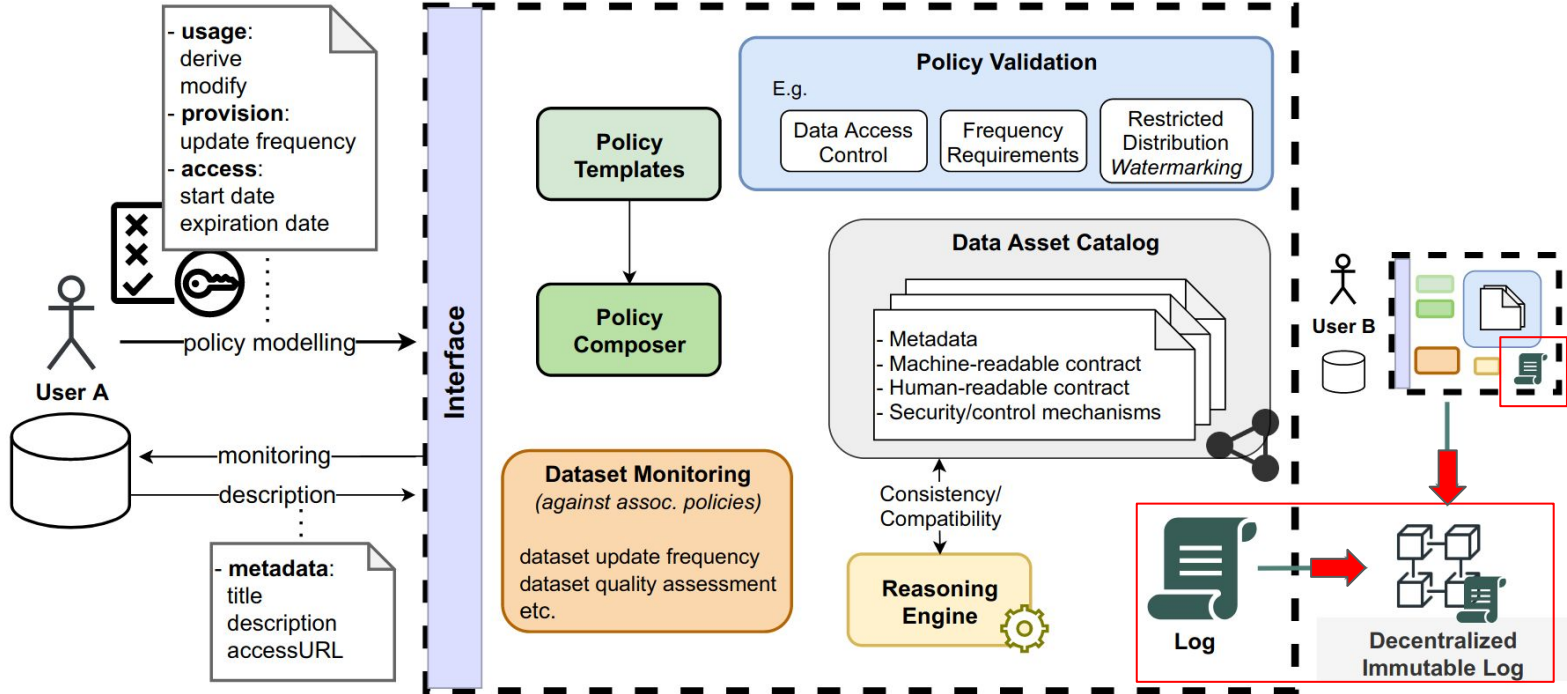 - usage:
derive
modify
- provision:
update frequency
- access:
start date
expiration date
policy modelling
User A
monitoring
description
- metadata:
title
description
accessURL
Interface
Policy
Templates
Policy
Composer
Dataset Monitoring
(against assoc. policies)
dataset update frequency
dataset quality assessment
etc.
Policy Validation
E.g.
Data Access
Control
Frequency
Requirements
Restricted
Distribution
Watermarking
Data Asset Catalog
- Metadata
- Machine-readable contract
- Human-readable contract
- Security/control mechanisms
Consistency/
Compatibility
Reasoning
Engine
User B
Log
Decentralized
Immutable Log